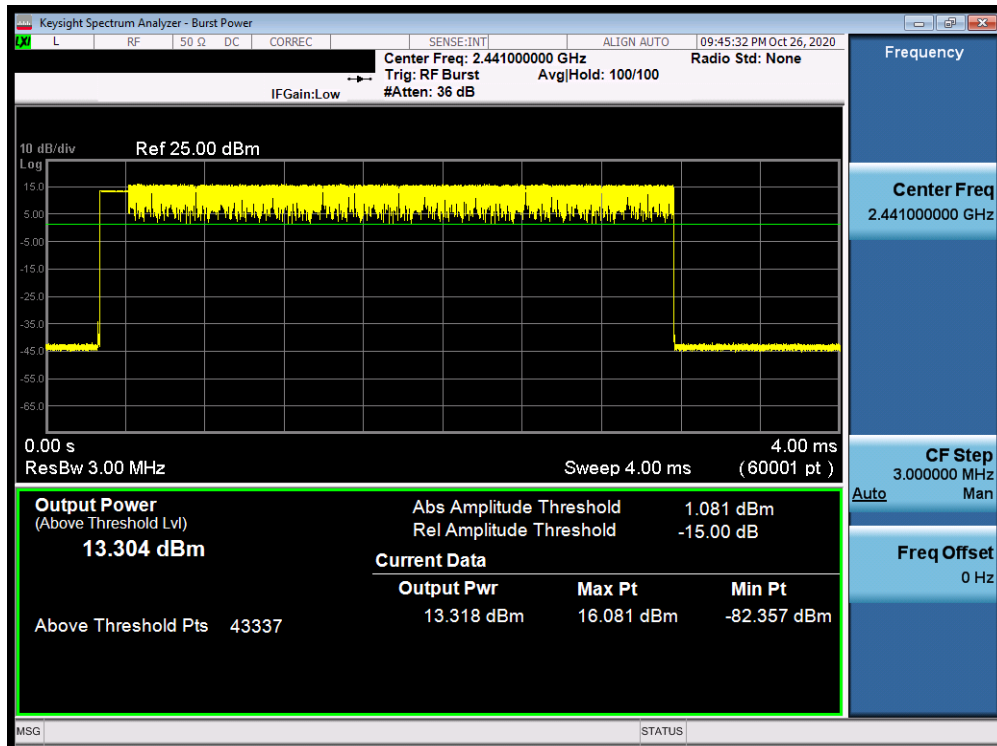 Keysight Spectrum Analyzer - Burst Power
LXI L RF 50 Ω DC CORREC SENSE:INT ALIGN AUTO 09:45:32 PM Oct 26, 2020
Center Freq: 2.441000000 GHz Radio Std: None
Trig: RF Burst Avg|Hold: 100/100
IFGain:Low #Atten: 36 dB
10 dB/div Ref 25.00 dBm
Log
15.0
5.00
-5.00
-15.0
-25.0
-35.0
-45.0
-55.0
-65.0
0.00 s 4.00 ms
ResBw 3.00 MHz Sweep 4.00 ms (60001 pt)
Output Power
(Above Threshold Lvl)
13.304 dBm
Above Threshold Pts 43337
Abs Amplitude Threshold 1.081 dBm
Rel Amplitude Threshold -15.00 dB
Current Data
Output Pwr Max Pt Min Pt
13.318 dBm 16.081 dBm -82.357 dBm
Frequency
Center Freq
2.441000000 GHz
CF Step
3.000000 MHz
Auto Man
Freq Offset
0 Hz
MSG STATUS